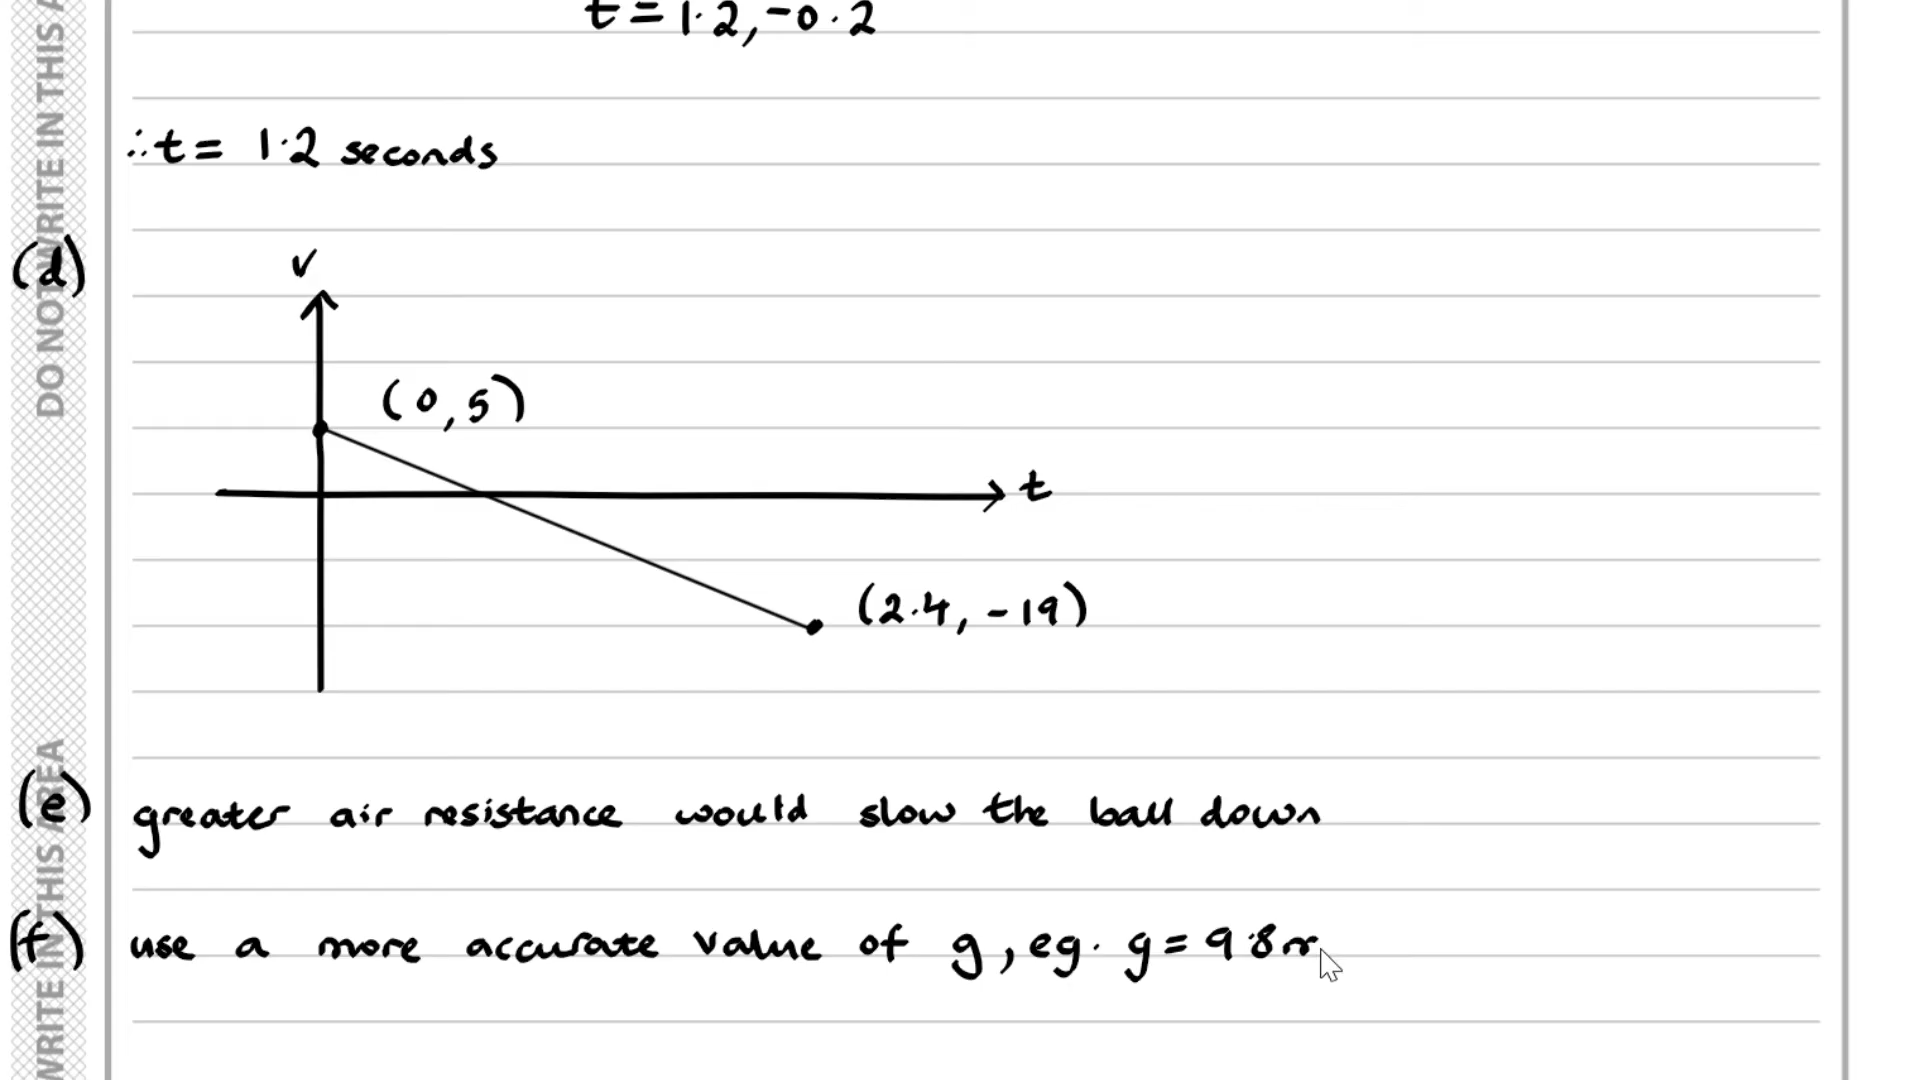 t = 1.2, -0.2
∴ t = 1.2 seconds
(d)
v
(0, 5)
t
(2.4, -19)
(e) greater air resistance would slow the ball down
(f) use a more accurate value of g, eg. g = 9.8m
DO NOT WRITE IN THIS A
WRITE IN THIS AREA